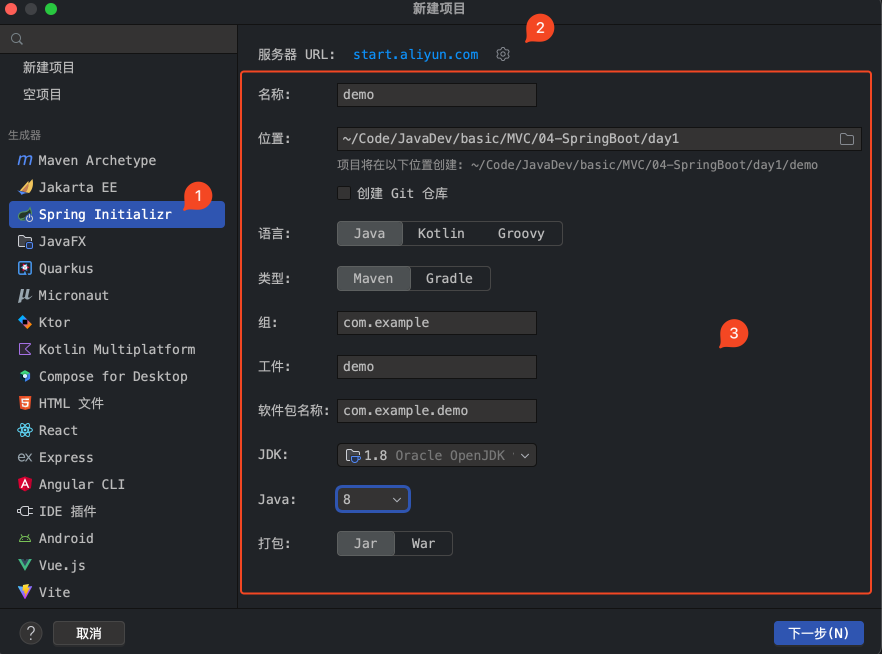 新建项目
新建项目
空项目
生成器
Maven Archetype
Jakarta EE
1
Spring Initializr
JavaFX
Quarkus
Micronaut
Ktor
Kotlin Multiplatform
Compose for Desktop
HTML 文件
React
Express
Angular CLI
IDE 插件
Android
Vue.js
Vite
2
服务器 URL: start.aliyun.com
名称: demo
位置: ~/Code/JavaDev/basic/MVC/04-SpringBoot/day1
项目将在以下位置创建: ~/Code/JavaDev/basic/MVC/04-SpringBoot/day1/demo
创建 Git 仓库
语言: Java Kotlin Groovy
类型: Maven Gradle
组: com.example
3
工件: demo
软件包名称: com.example.demo
JDK: 1.8 Oracle OpenJDK
Java: 8
打包: Jar War
? 取消 下一步(N)